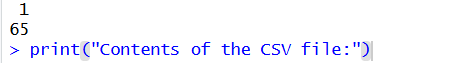 1
65
> print("Contents of the CSV file:")